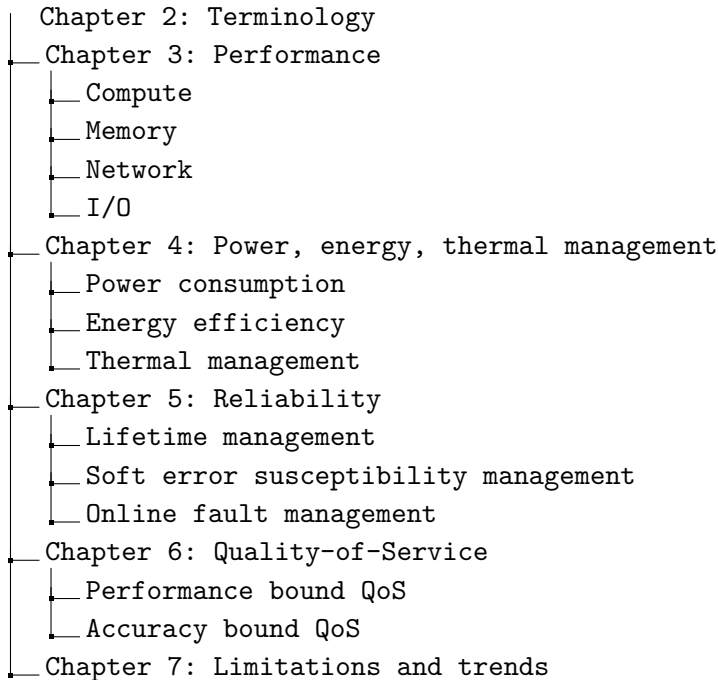 Chapter 2: Terminology
Chapter 3: Performance
Compute
Memory
Network
I/O
Chapter 4: Power, energy, thermal management
Power consumption
Energy efficiency
Thermal management
Chapter 5: Reliability
Lifetime management
Soft error susceptibility management
Online fault management
Chapter 6: Quality-of-Service
Performance bound QoS
Accuracy bound QoS
Chapter 7: Limitations and trends